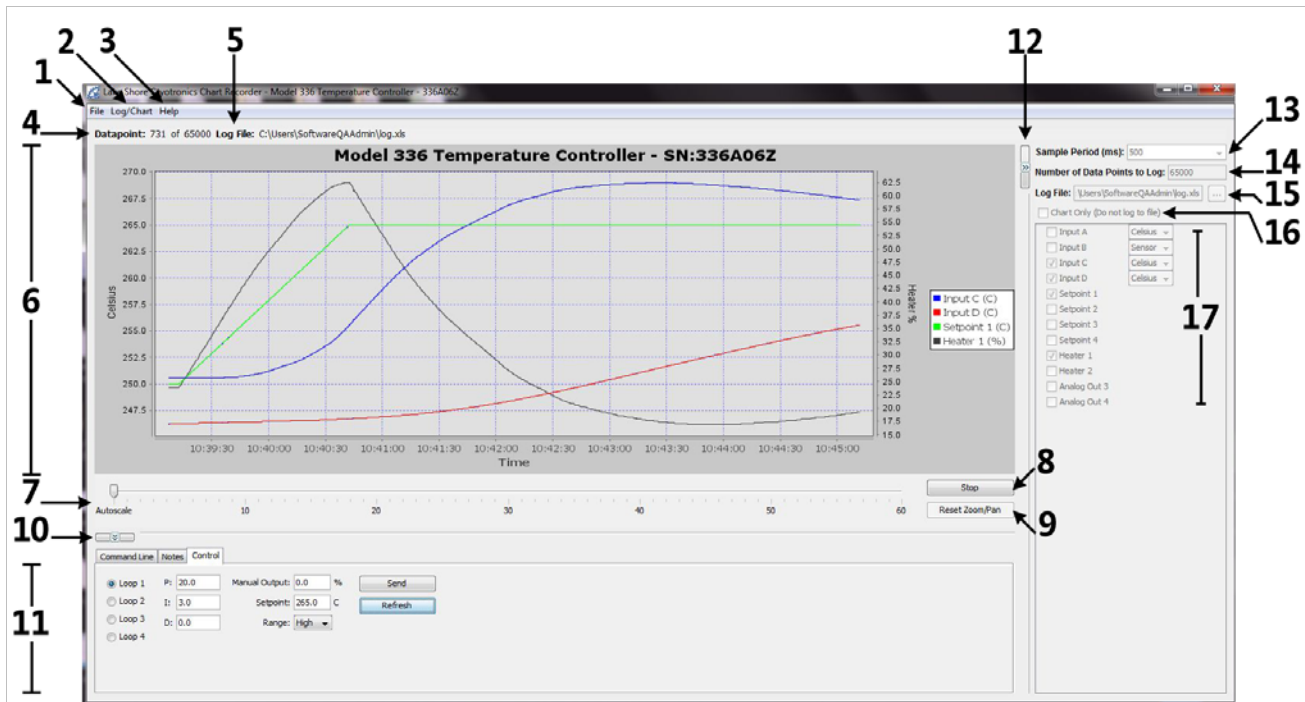 12
5
3
2
1
Lake Shore Cryotronics Chart Recorder - Model 336 Temperature Controller - 336A06Z
File Log/Chart Help
4
Datapoint: 731 of 65000 Log File: C:\Users\SoftwareQAAdmin\log.xls
13
Sample Period (ms): 500
Model 336 Temperature Controller - SN:336A06Z
14
Number of Data Points to Log: 65000
15
Log File: \Users\SoftwareQAAdmin\log.xls ...
16
Chart Only (Do not log to file)
Input A Celsius
Input B Sensor
Input C Celsius
Input D Celsius
Setpoint 1
Setpoint 2
Setpoint 3
Setpoint 4
Heater 1
Heater 2
Analog Out 3
Analog Out 4
17
6
Celsius
270.0
267.5
265.0
262.5
260.0
257.5
255.0
252.5
250.0
247.5
62.5
60.0
57.5
55.0
52.5
50.0
47.5
45.0
42.5
40.0
37.5
35.0
32.5
30.0
27.5
25.0
22.5
20.0
17.5
15.0
Heater %
Input C (C)
Input D (C)
Setpoint 1 (C)
Heater 1 (%)
10:39:30 10:40:00 10:40:30 10:41:00 10:41:30 10:42:00 10:42:30 10:43:00 10:43:30 10:44:00 10:44:30 10:45:00
Time
7
8
Stop
Autoscale 10 20 30 40 50 60
9
Reset Zoom/Pan
10
Command Line Notes Control
11
Loop 1 P: 20.0 Manual Output: 0.0 % Send
Loop 2 I: 3.0 Setpoint: 265.0 C Refresh
Loop 3 D: 0.0 Range: High
Loop 4